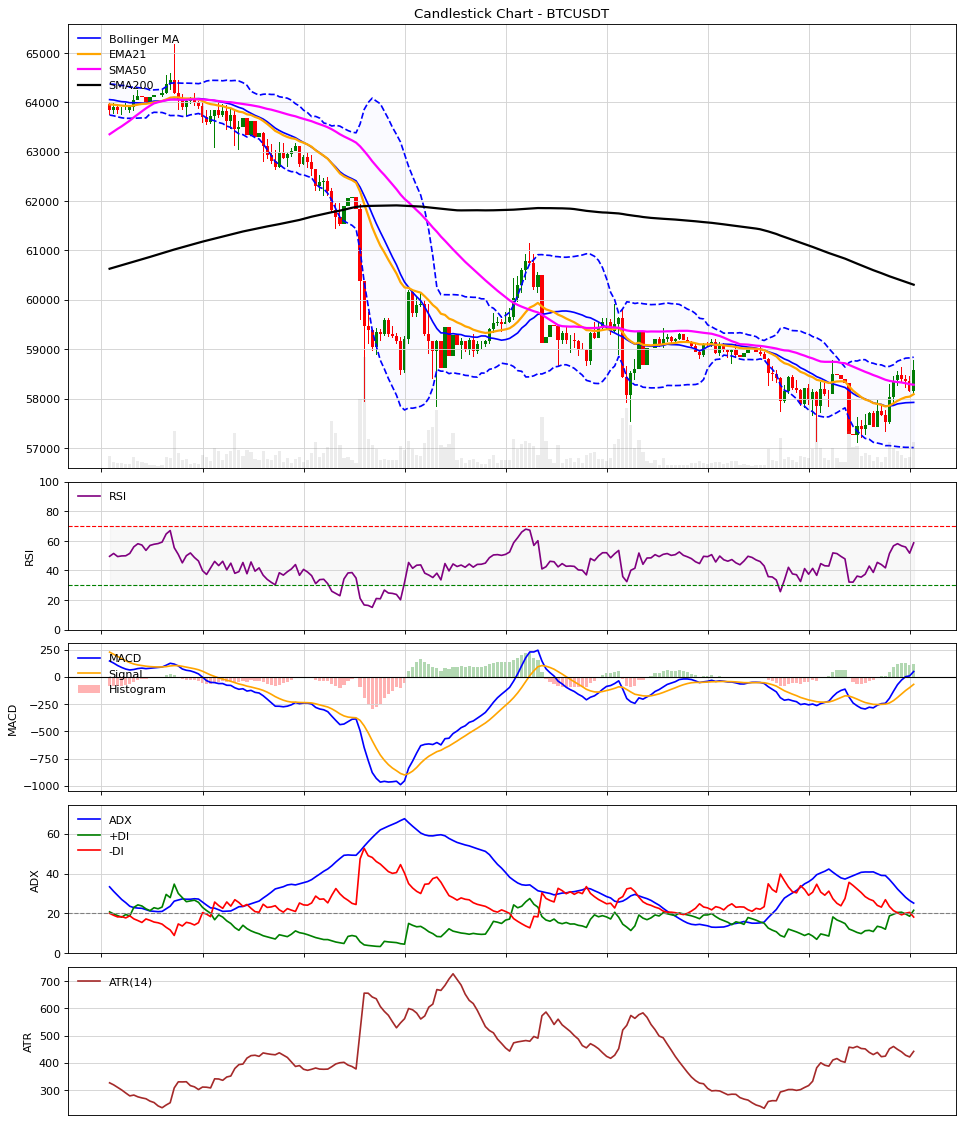 Candlestick Chart - BTCUSDT
Bollinger MA
EMA21
SMA50
SMA200
65000
64000
63000
62000
61000
60000
59000
58000
57000
RSI
RSI
100
80
60
40
20
0
MACD
Signal
Histogram
MACD
250
0
−250
−500
−750
−1000
ADX
+DI
-DI
ADX
60
40
20
0
ATR(14)
ATR
700
600
500
400
300